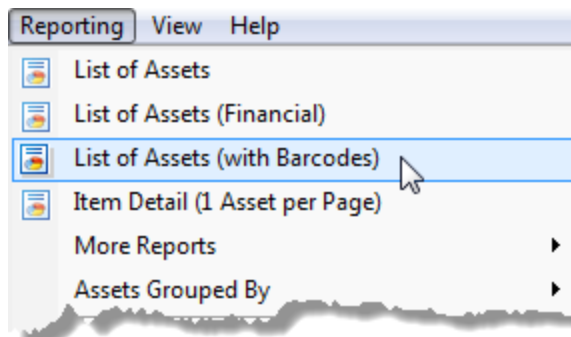 Reporting View Help
List of Assets
List of Assets (Financial)
List of Assets (with Barcodes)
Item Detail (1 Asset per Page)
More Reports
Assets Grouped By